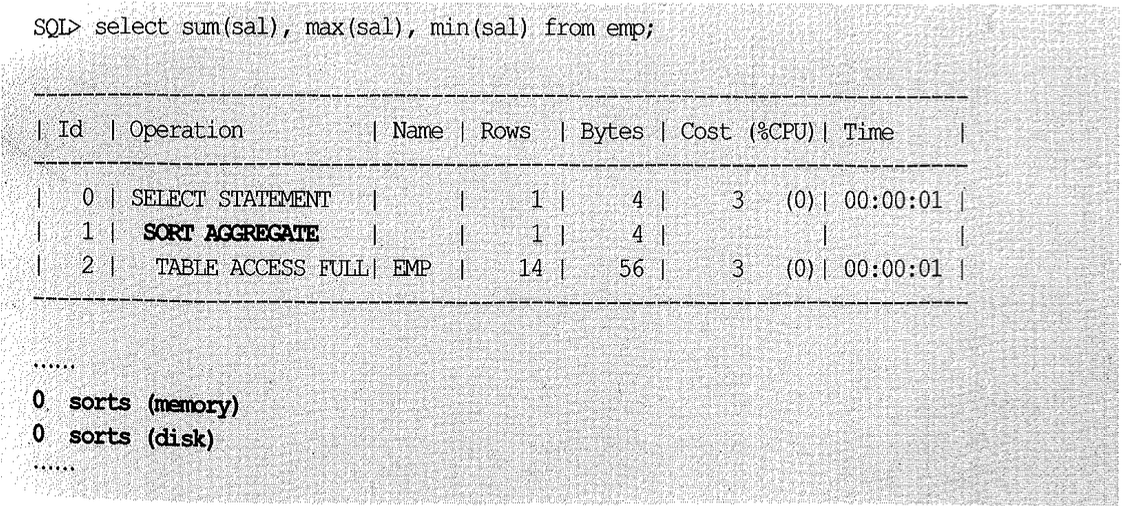 SQL> select sum(sal), max(sal), min(sal) from emp;
--------------------------------------------------------------------------
| Id | Operation | Name | Rows | Bytes | Cost (%CPU)| Time |
--------------------------------------------------------------------------
| 0 | SELECT STATEMENT | | 1 | 4 | 3 (0)| 00:00:01 |
| 1 | SORT AGGREGATE | | 1 | 4 | | |
| 2 | TABLE ACCESS FULL| EMP | 14 | 56 | 3 (0)| 00:00:01 |
--------------------------------------------------------------------------
......
0 sorts (memory)
0 sorts (disk)
......